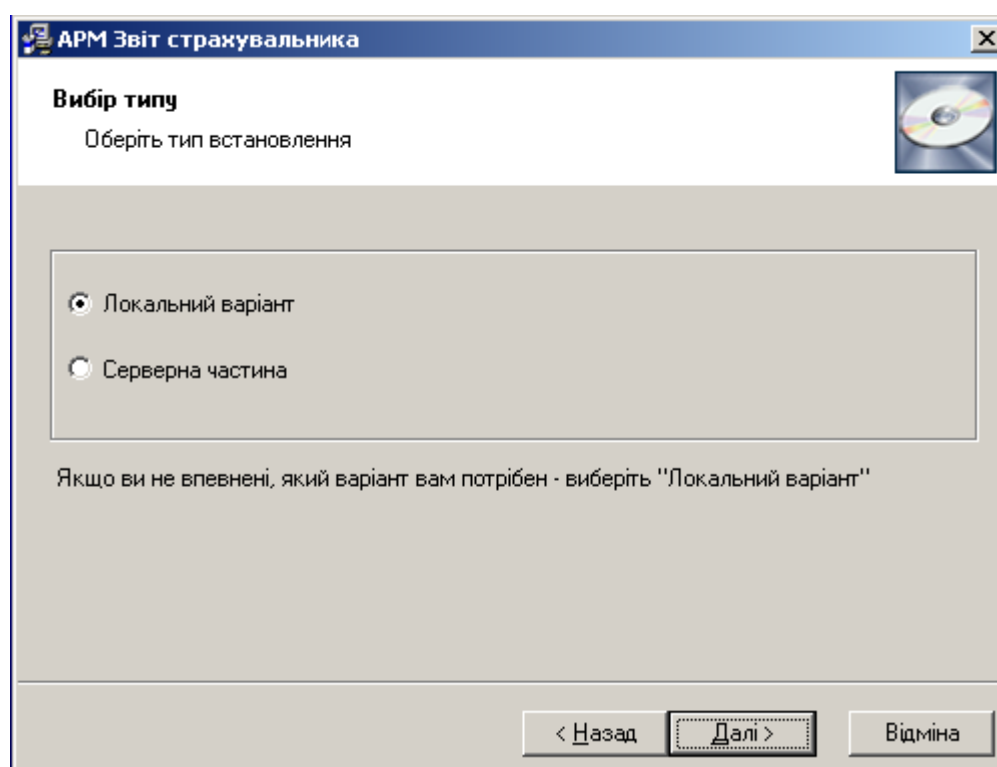 АРМ Звіт страхувальника
Вибір типу
Оберіть тип встановлення
Локальний варіант
Серверна частина
Якщо ви не впевнені, який варіант вам потрібен - виберіть "Локальний варіант"
< Назад
Далі >
Відміна